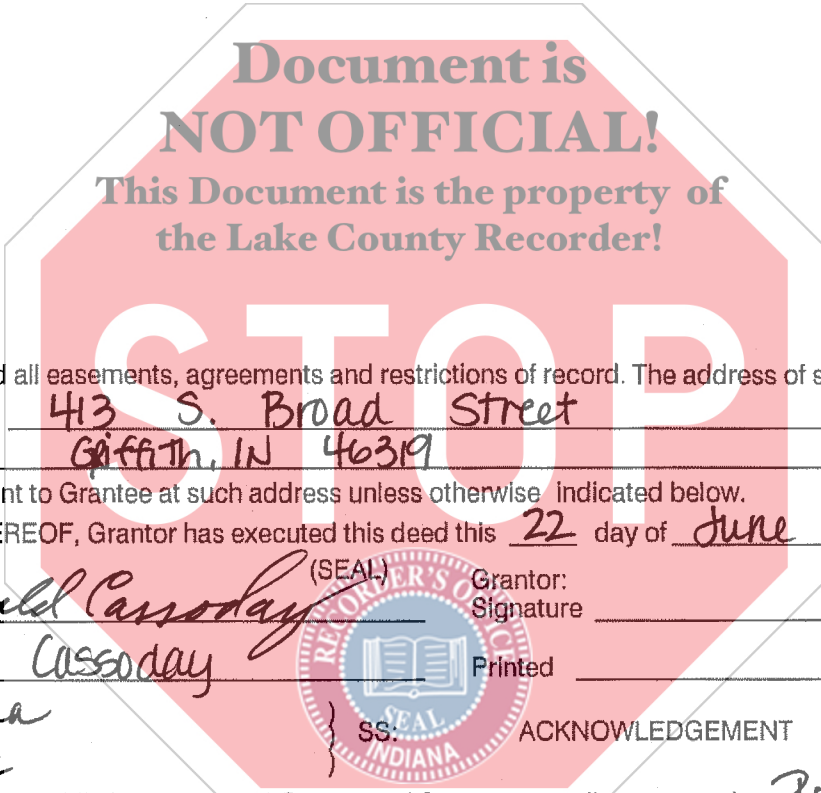 Document is
NOT OFFICIAL!
This Document is the property of
the Lake County Recorder!
STOP
all easements, agreements and restrictions of record. The address of s
413 S. Broad Street
Griffith, IN 46319
nt to Grantee at such address unless otherwise indicated below.
EREOF, Grantor has executed this deed this 22 day of June
(SEAL) Grantor:
Cassoday Signature
Cassoday Printed
SS: ACKNOWLEDGEMENT
RECORDER'S OFFICE
SEAL
INDIANA